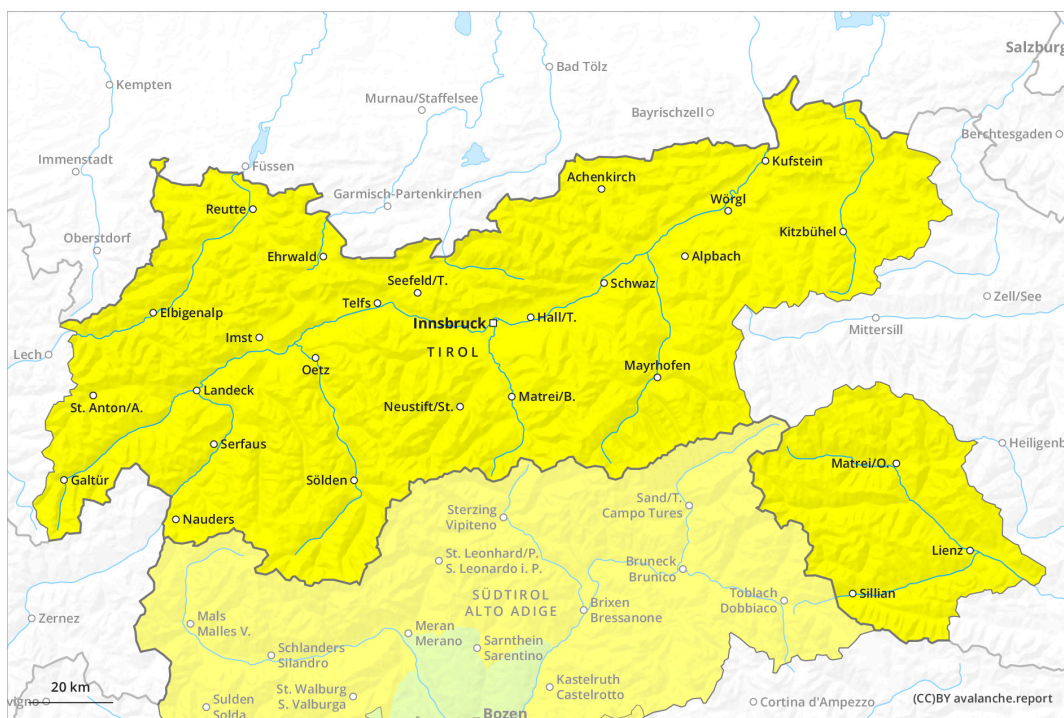 Salzburg
Bad Tölz
Kempten
Murnau/Staffelsee
Bayrischzell
Berchtesgaden
Immenstadt
Füssen
Kufstein
Achenkirch
Garmisch-Partenkirchen
Wörgl
Reutte
Kitzbühel
Oberstdorf
Ehrwald
Alpbach
Seefeld/T.
Schwaz
Zell/See
Telfs
Elbigenalp
Hall/T.
Innsbruck
Mittersill
Imst
Lech
TIROL
Oetz
Mayrhofen
Landeck
St. Anton/A.
Neustift/St.
Matrei/B.
Serfaus
Heiligenb
Matrei/O.
Galtür
Sölden
Sand/T.
Campo Tures
Nauders
Sterzing
Vipiteno
Lienz
St. Leonhard/P.
S. Leonardo i. P.
Bruneck
Brunico
SÜDTIROL
ALTO ADIGE
Sillian
Toblach
Dobbiaco
Brixen
Bressanone
Zernez
Mals
Malles V.
Meran
Merano
Sarnthein
Sarentino
Schlanders
Silandro
Kastelruth
Castelrotto
St. Walburg
S. Valburga
20 km
vigno
Sulden
Solda
Cortina d'Ampezzo
(CC)BY avalanche.report
Bozen